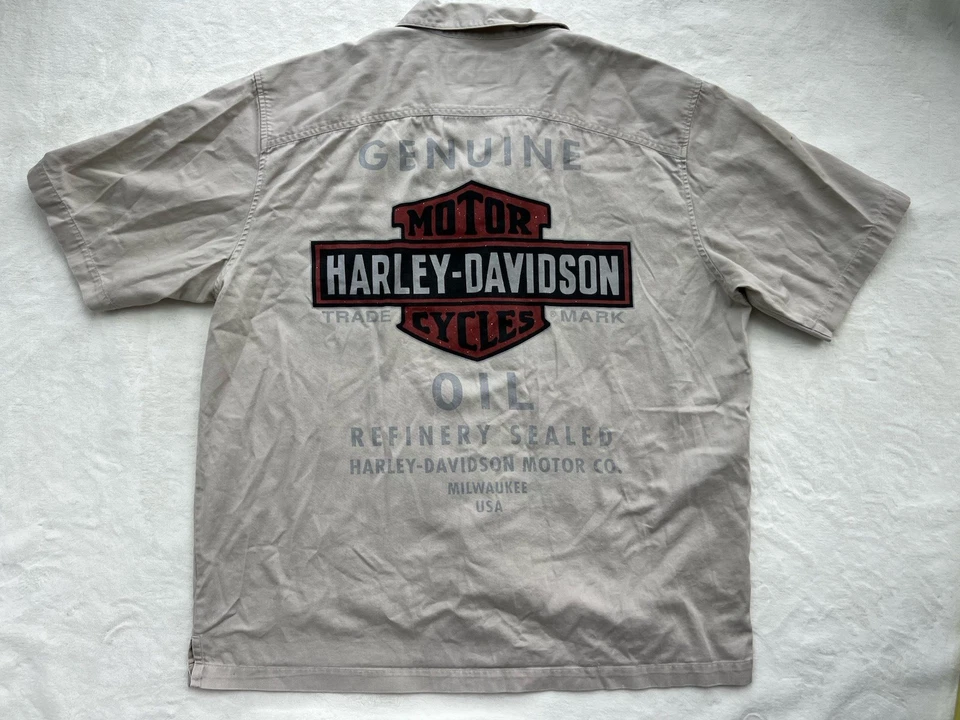 GENUINE
MOTOR
HARLEY-DAVIDSON
TRADE CYCLES ® MARK
OIL
REFINERY SEALED
HARLEY-DAVIDSON MOTOR CO.
MILWAUKEE
USA